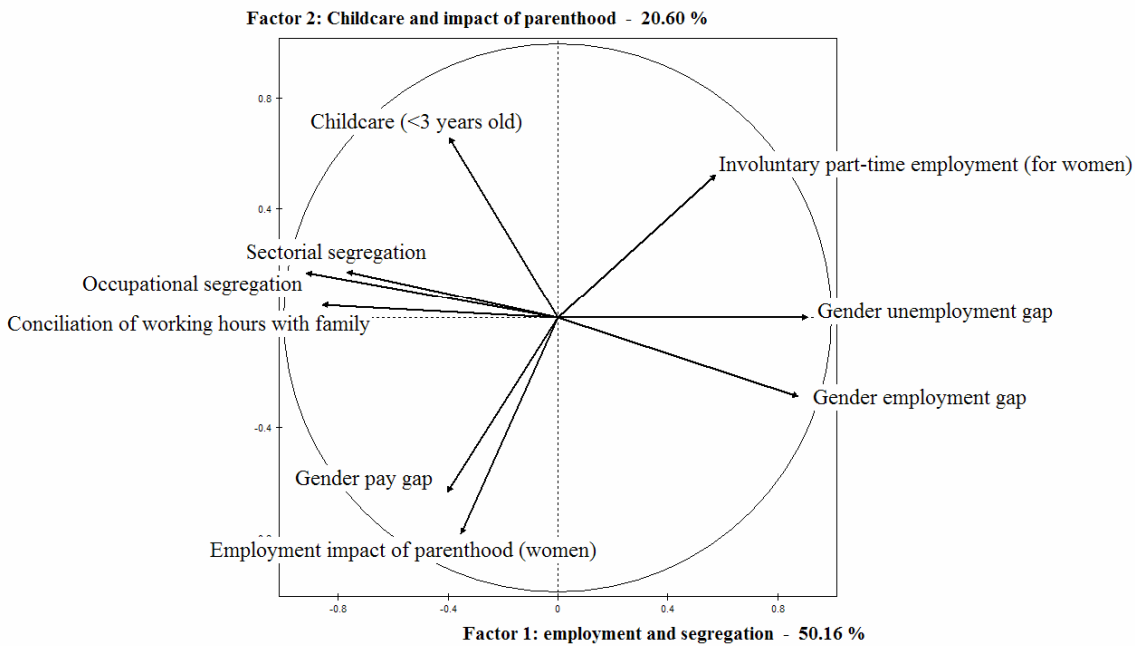 Factor 2: Childcare and impact of parenthood - 20.60 %
0.8
Childcare (<3 years old)
Involuntary part-time employment (for women)
0.4
Sectorial segregation
Occupational segregation
Gender unemployment gap
Conciliation of working hours with family
Gender employment gap
-0.4
Gender pay gap
Employment impact of parenthood (women)
-0.8 -0.4 0 0.4 0.8
Factor 1: employment and segregation - 50.16 %